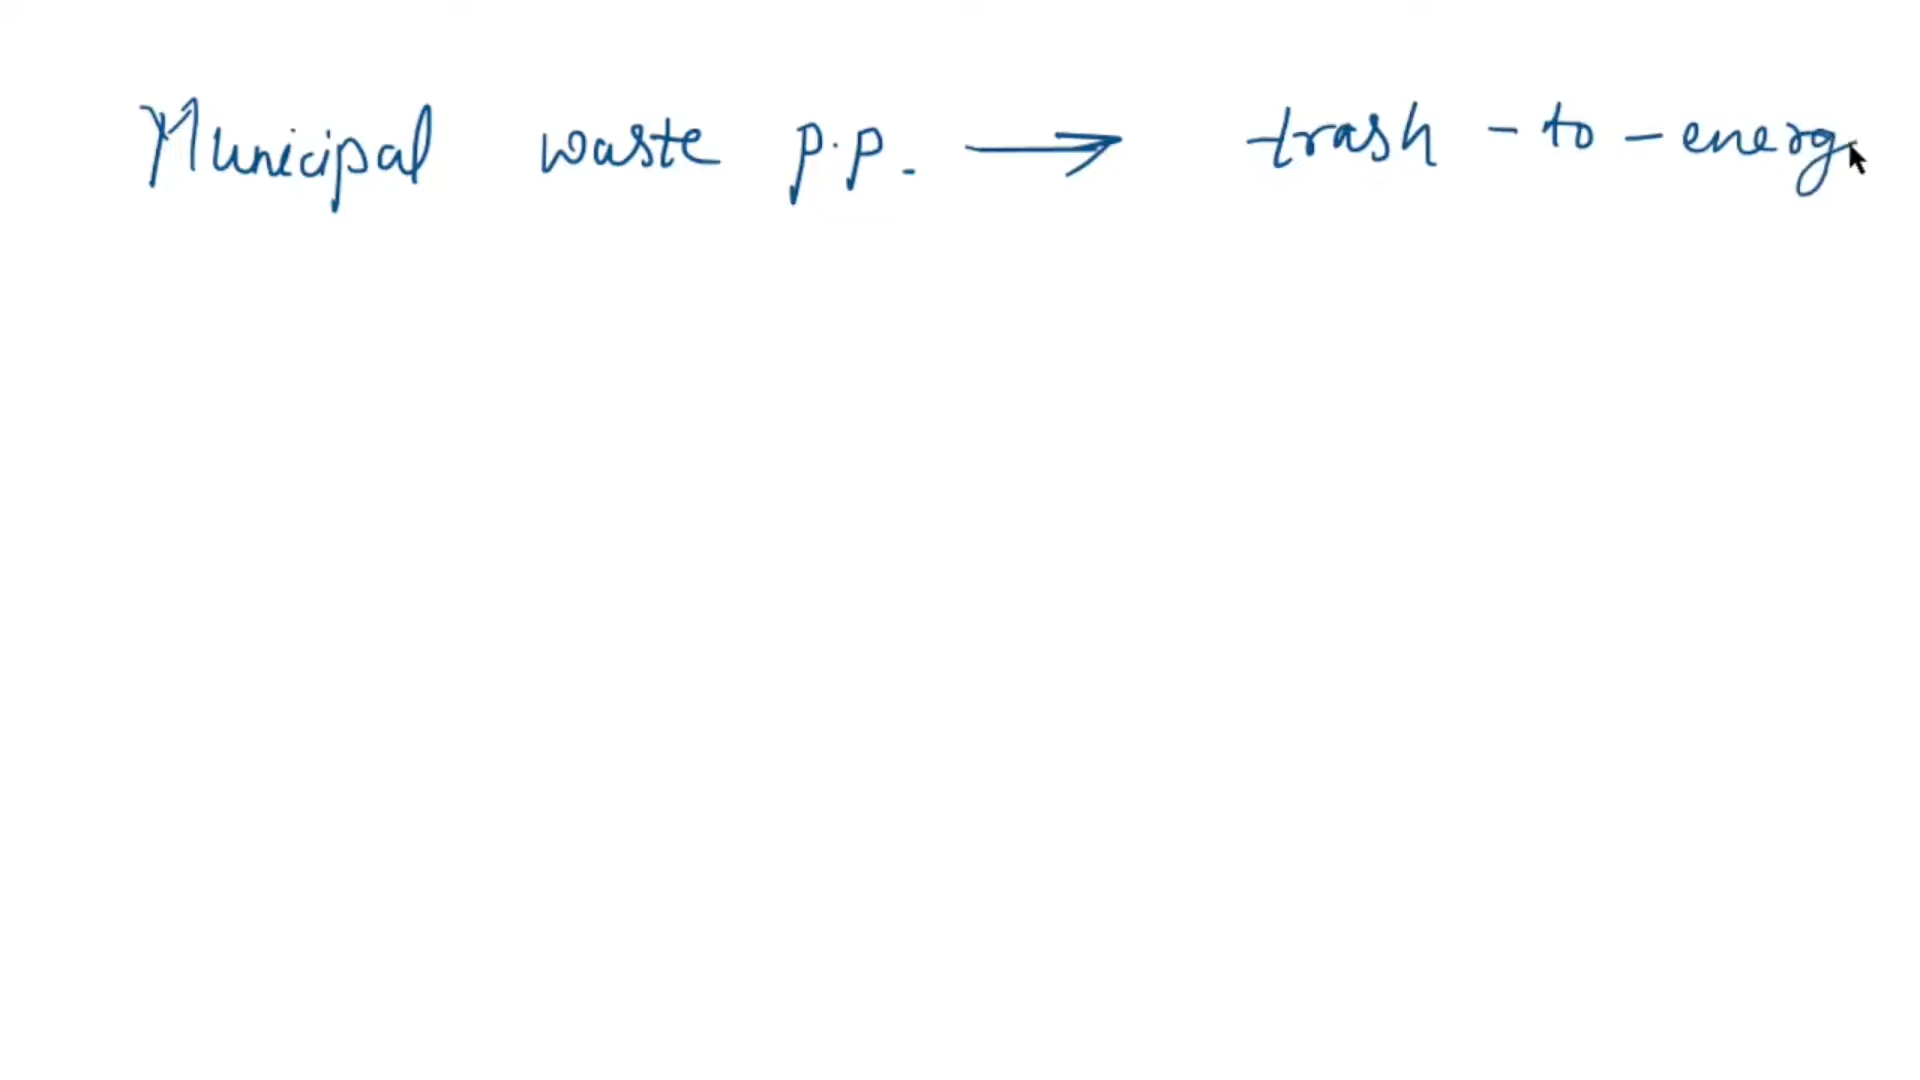 Municipal waste p.p. → trash - to - energ